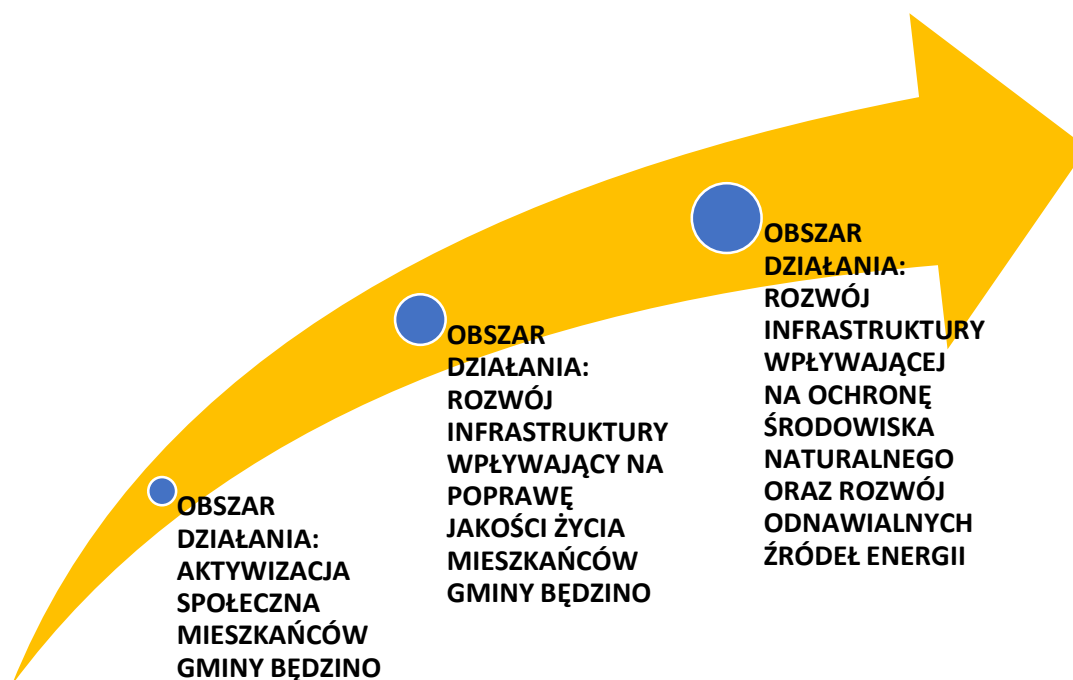 OBSZAR
DZIAŁANIA:
AKTYWIZACJA
SPOŁECZNA
MIESZKAŃCÓW
GMINY BĘDZINO
OBSZAR
DZIAŁANIA:
ROZWÓJ
INFRASTRUKTURY
WPŁYWAJĄCY NA
POPRAWĘ
JAKOŚCI ŻYCIA
MIESZKAŃCÓW
GMINY BĘDZINO
OBSZAR
DZIAŁANIA:
ROZWÓJ
INFRASTRUKTURY
WPŁYWAJĄCEJ
NA OCHRONĘ
ŚRODOWISKA
NATURALNEGO
ORAZ ROZWÓJ
ODNAWIALNYCH
ŹRÓDEŁ ENERGII